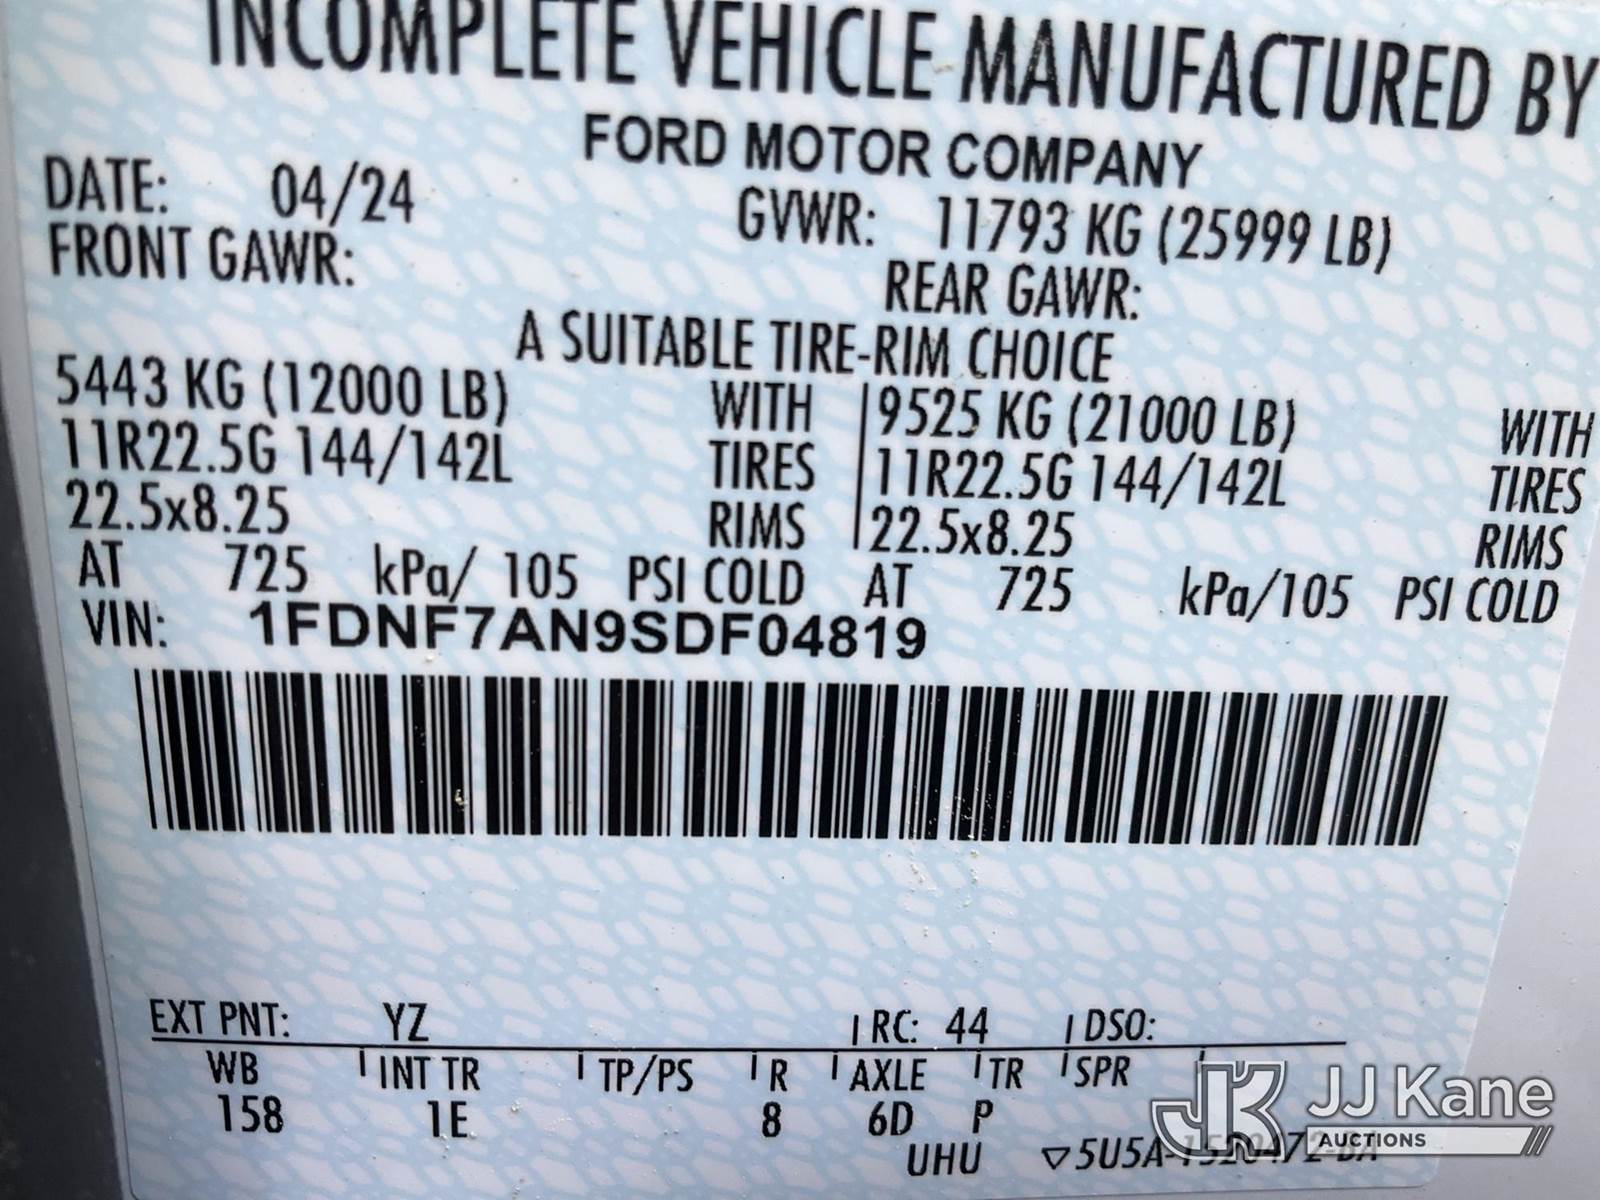 INCOMPLETE VEHICLE MANUFACTURED BY
FORD MOTOR COMPANY
DATE: 04/24 GVWR: 11793 KG (25999 LB)
FRONT GAWR: REAR GAWR:
A SUITABLE TIRE-RIM CHOICE
5443 KG (12000 LB) WITH 9525 KG (21000 LB) WITH
11R22.5G 144/142L TIRES 11R22.5G 144/142L TIRES
22.5x8.25 RIMS 22.5x8.25 RIMS
AT 725 kPa/ 105 PSI COLD AT 725 kPa/105 PSI COLD
VIN: 1FDNF7AN9SDF04819
EXT PNT: YZ RC: 44 DSO:
WB INT TR TP/PS R AXLE TR SPR
158 1E 8 6D P
UHU ▽5U5A-1520472-BA
JK JJ Kane
AUCTIONS